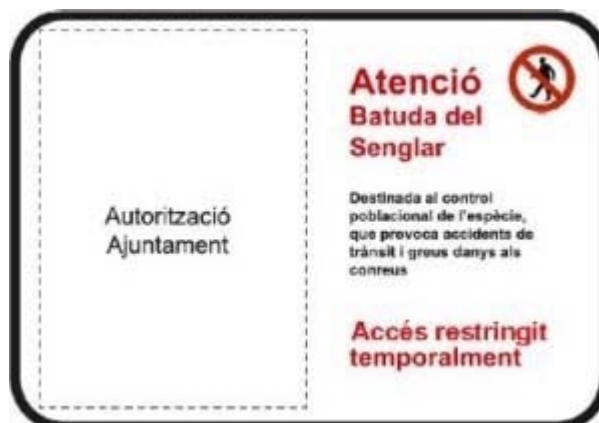 Autorització
Ajuntament
Atenció
Batuda del
Senglar
Destinada al control
poblacional de l'espècie,
que provoca accidents de
trànsit i greus danys als
conreus
Accés restringit
temporalment